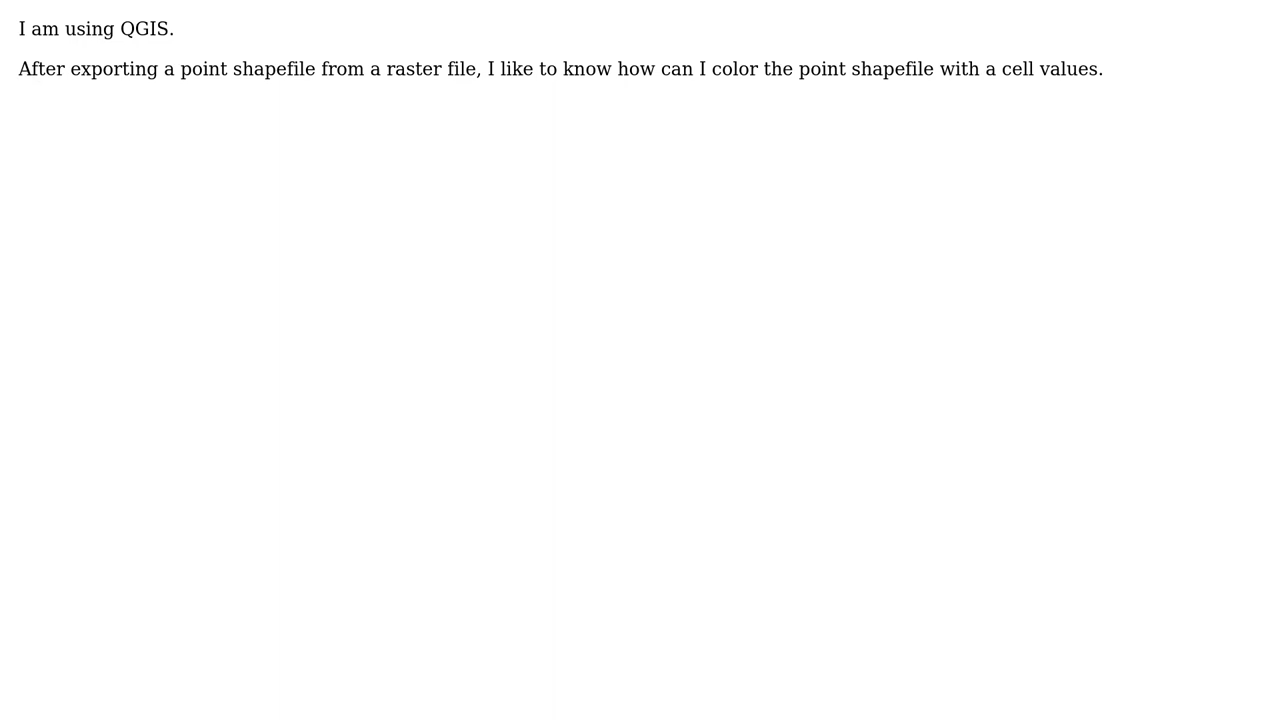 I am using QGIS.
After exporting a point shapefile from a raster file, I like to know how can I color the point shapefile with a cell values.